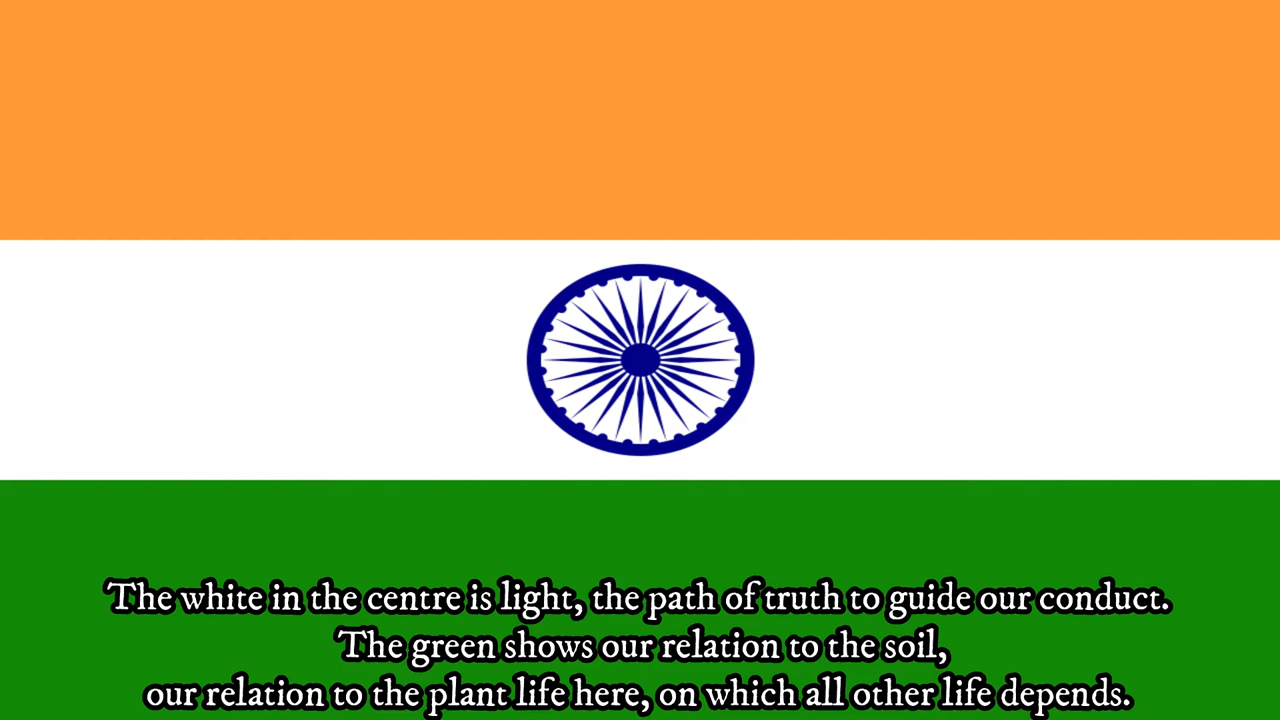 The white in the centre is light, the path of truth to guide our conduct.
The green shows our relation to the soil,
our relation to the plant life here, on which all other life depends.